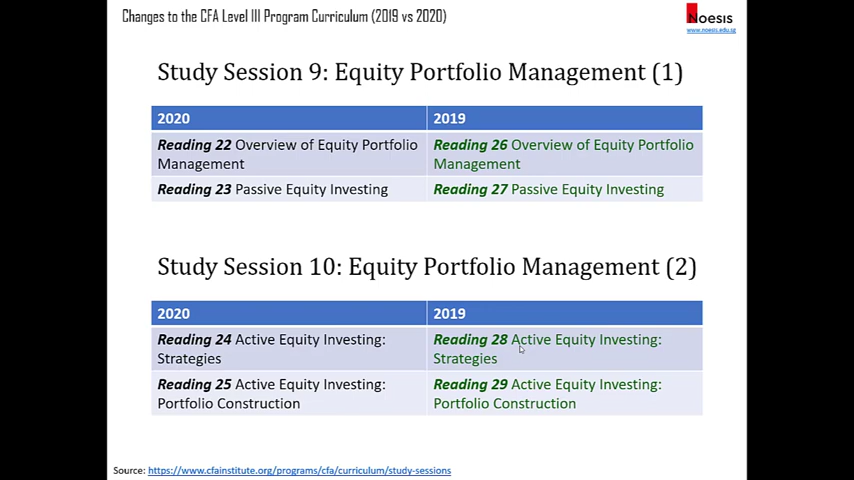 Changes to the CFA Level III Program Curriculum (2019 vs 2020)
Noesis
www.noesis.edu.sg
Study Session 9: Equity Portfolio Management (1)
2020
2019
Reading 22 Overview of Equity Portfolio
Management
Reading 26 Overview of Equity Portfolio
Management
Reading 23 Passive Equity Investing
Reading 27 Passive Equity Investing
Study Session 10: Equity Portfolio Management (2)
2020
2019
Reading 24 Active Equity Investing:
Strategies
Reading 28 Active Equity Investing:
Strategies
Reading 25 Active Equity Investing:
Portfolio Construction
Reading 29 Active Equity Investing:
Portfolio Construction
Source: https://www.cfainstitute.org/programs/cfa/curriculum/study-sessions